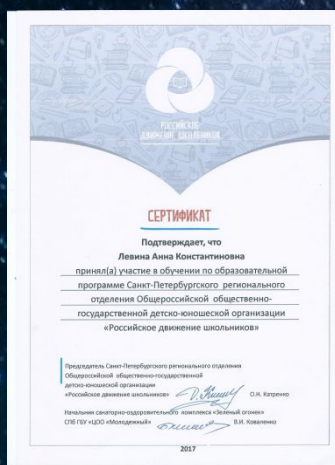 РОССИЙСКОЕ
ДВИЖЕНИЕ ШКОЛЬНИКОВ
СЕРТИФИКАТ
Подтверждает, что
Левина Анна Константиновна
принял(а) участие в обучении по образовательной
программе Санкт-Петербургского регионального
отделения Общероссийской общественно-
государственной детско-юношеской организации
«Российское движение школьников»
Председатель Санкт-Петербургского регионального отделения
Общероссийской общественно-государственной
детско-юношеской организации
«Российское движение школьников»
О.Н. Катренко
Начальник санаторно-оздоровительного комплекса «Зеленый огонек»
СПб ГБУ «ЦОО «Молодежный»
В.И. Коваленко
2017